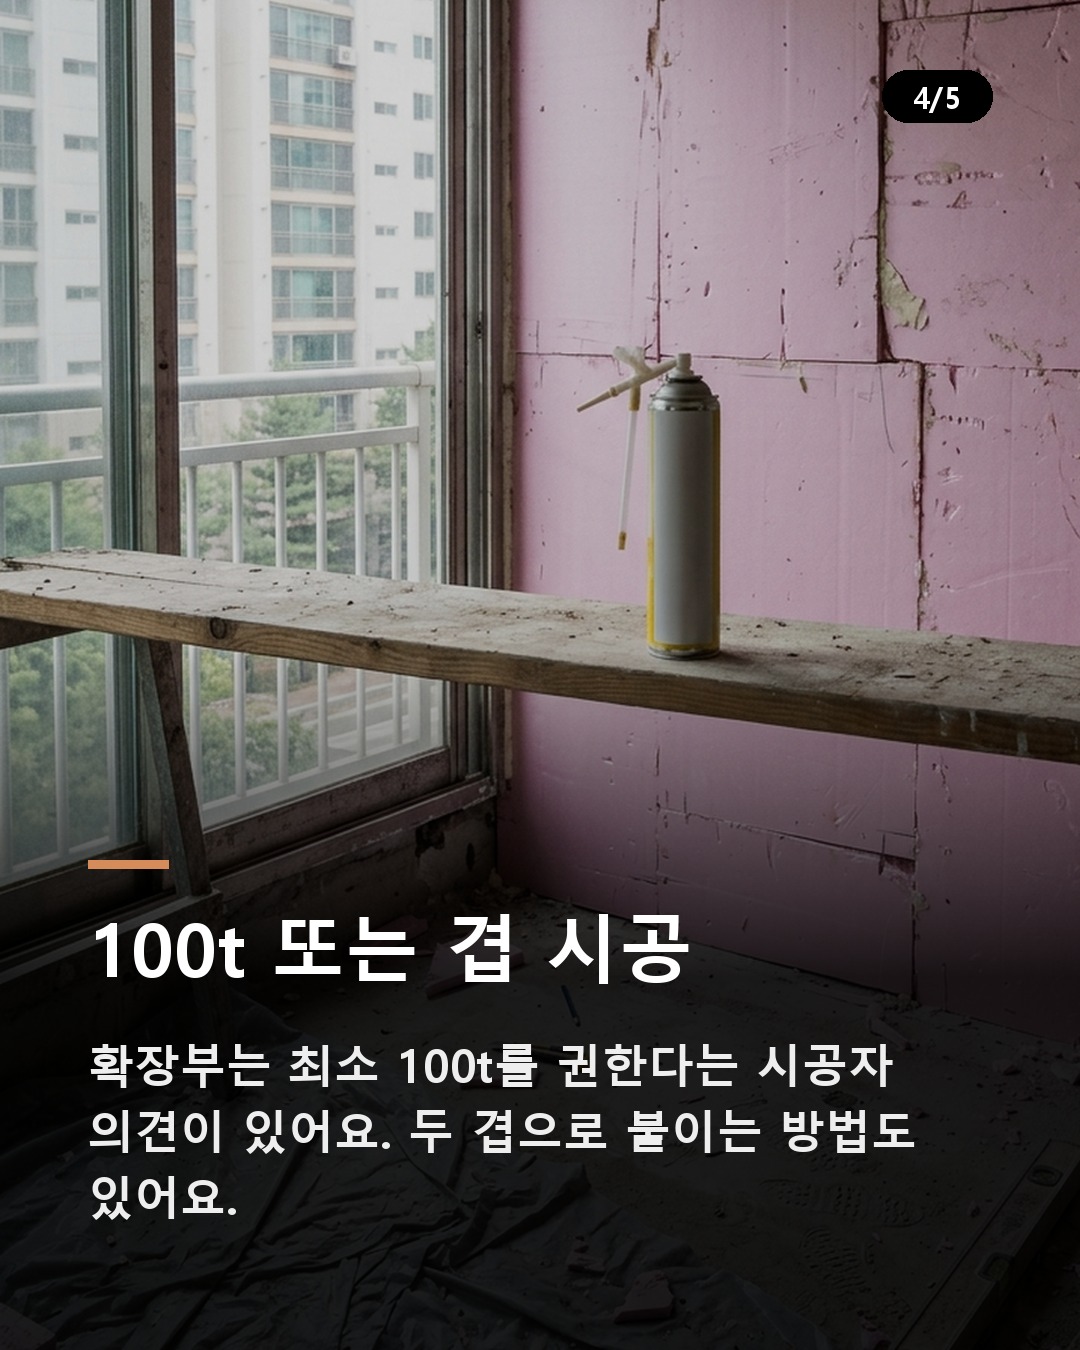 4/5
100t 또는 겹 시공
확장부는 최소 100t를 권한다는 시공자
의견이 있어요. 두 겹으로 붙이는 방법도
있어요.